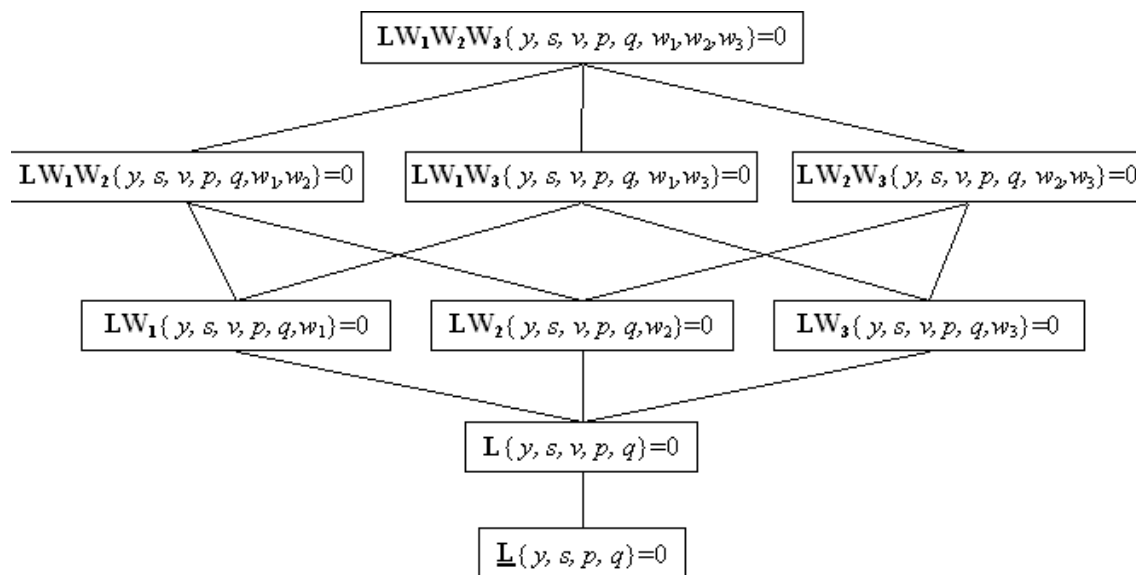 LW₁W₂W₃{ y, s, v, p, q, w₁,w₂,w₃}=0
LW₁W₂{ y, s, v, p, q,w₁,w₂}=0
LW₁W₃{ y, s, v, p, q, w₁,w₃}=0
LW₂W₃{ y, s, v, p, q, w₂,w₃}=0
LW₁{ y, s, v, p, q,w₁}=0
LW₂{ y, s, v, p, q,w₂}=0
LW₃{ y, s, v, p, q,w₃}=0
L{ y, s, v, p, q}=0
L{ y, s, p, q}=0